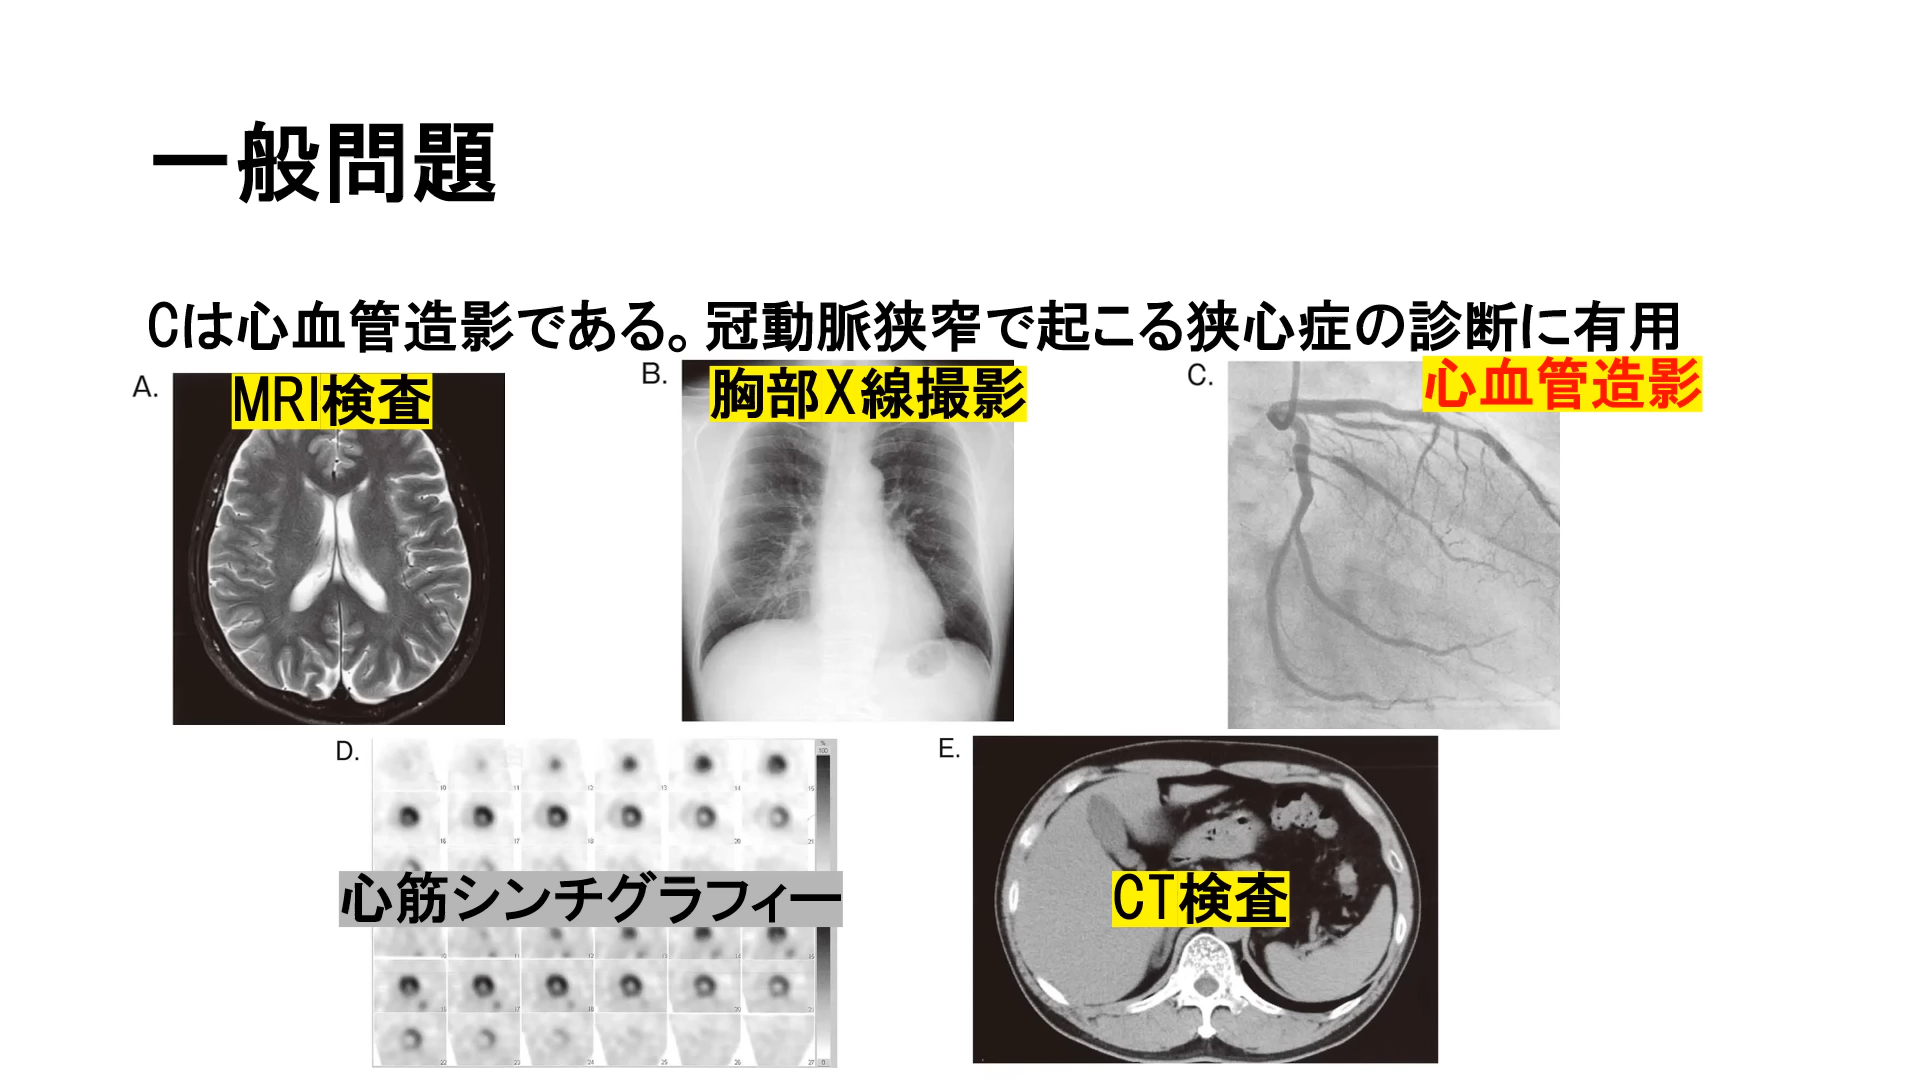 一般問題
Cは心血管造影である。冠動脈狭窄で起こる狭心症の診断に有用
A.
MRI検査
B.
胸部X線撮影
C.
心血管造影
D.
心筋シンチグラフィー
E.
CT検査